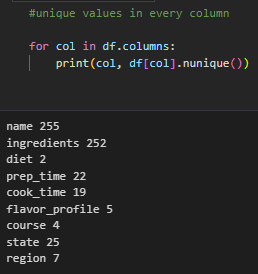 #unique values in every column
for col in df.columns:
    print(col, df[col].nunique())
name 255
ingredients 252
diet 2
prep_time 22
cook_time 19
flavor_profile 5
course 4
state 25
region 7